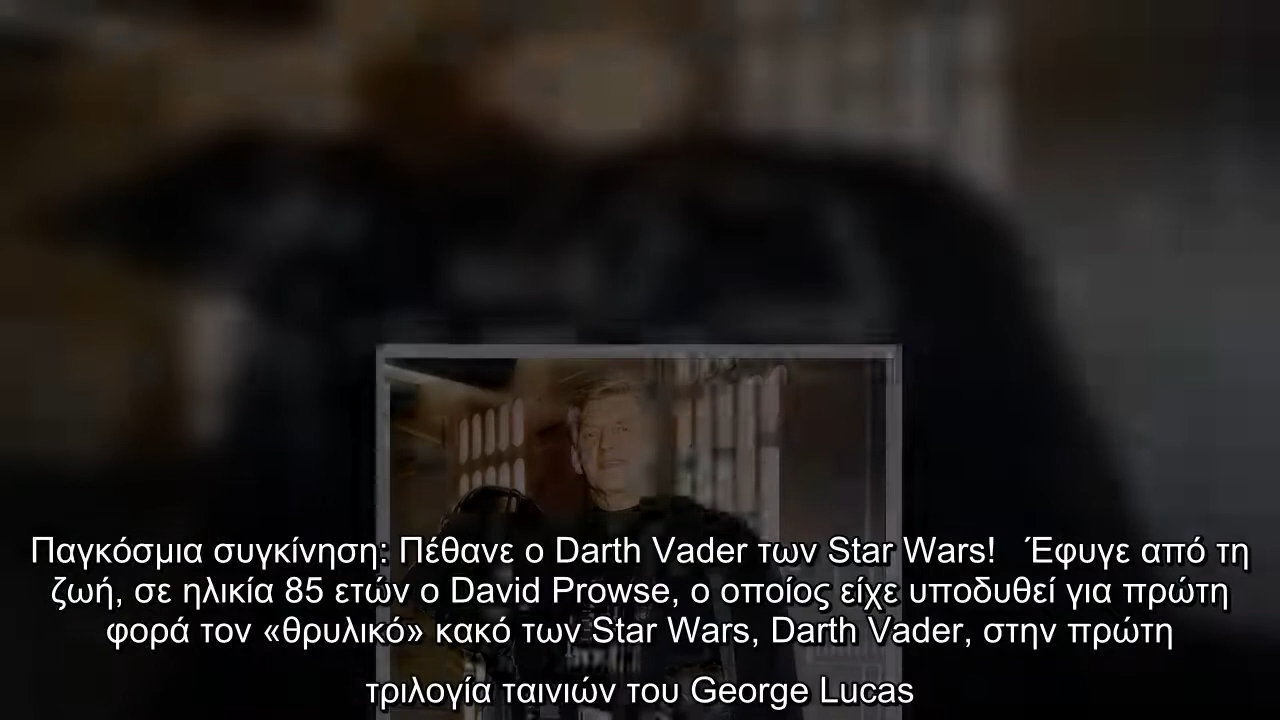 Παγκόσμια συγκίνηση: Πέθανε ο Darth Vader των Star Wars!   Έφυγε από τη
ζωή, σε ηλικία 85 ετών ο David Prowse, ο οποίος είχε υποδυθεί για πρώτη
φορά τον «θρυλικό» κακό των Star Wars, Darth Vader, στην πρώτη
τριλογία ταινιών του George Lucas